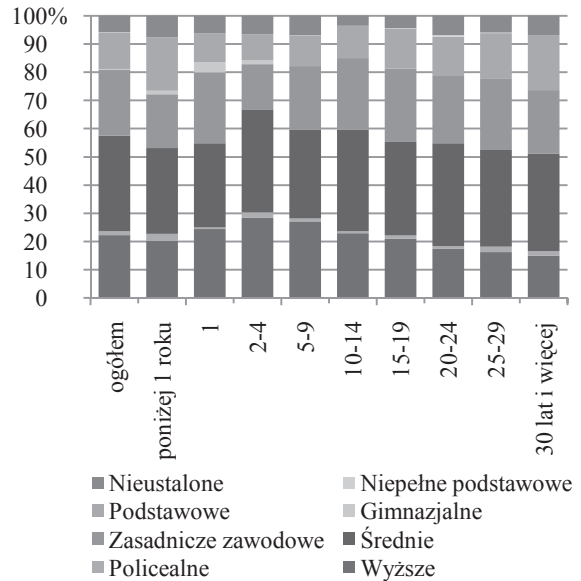 100%
90
80
70
60
50
40
30
20
10
0
ogółem
poniżej 1 roku
1
2-4
5-9
10-14
15-19
20-24
25-29
30 lat i więcej
Nieustalone Niepełne podstawowe
Podstawowe Gimnazjalne
Zasadnicze zawodowe Średnie
Policealne Wyższe